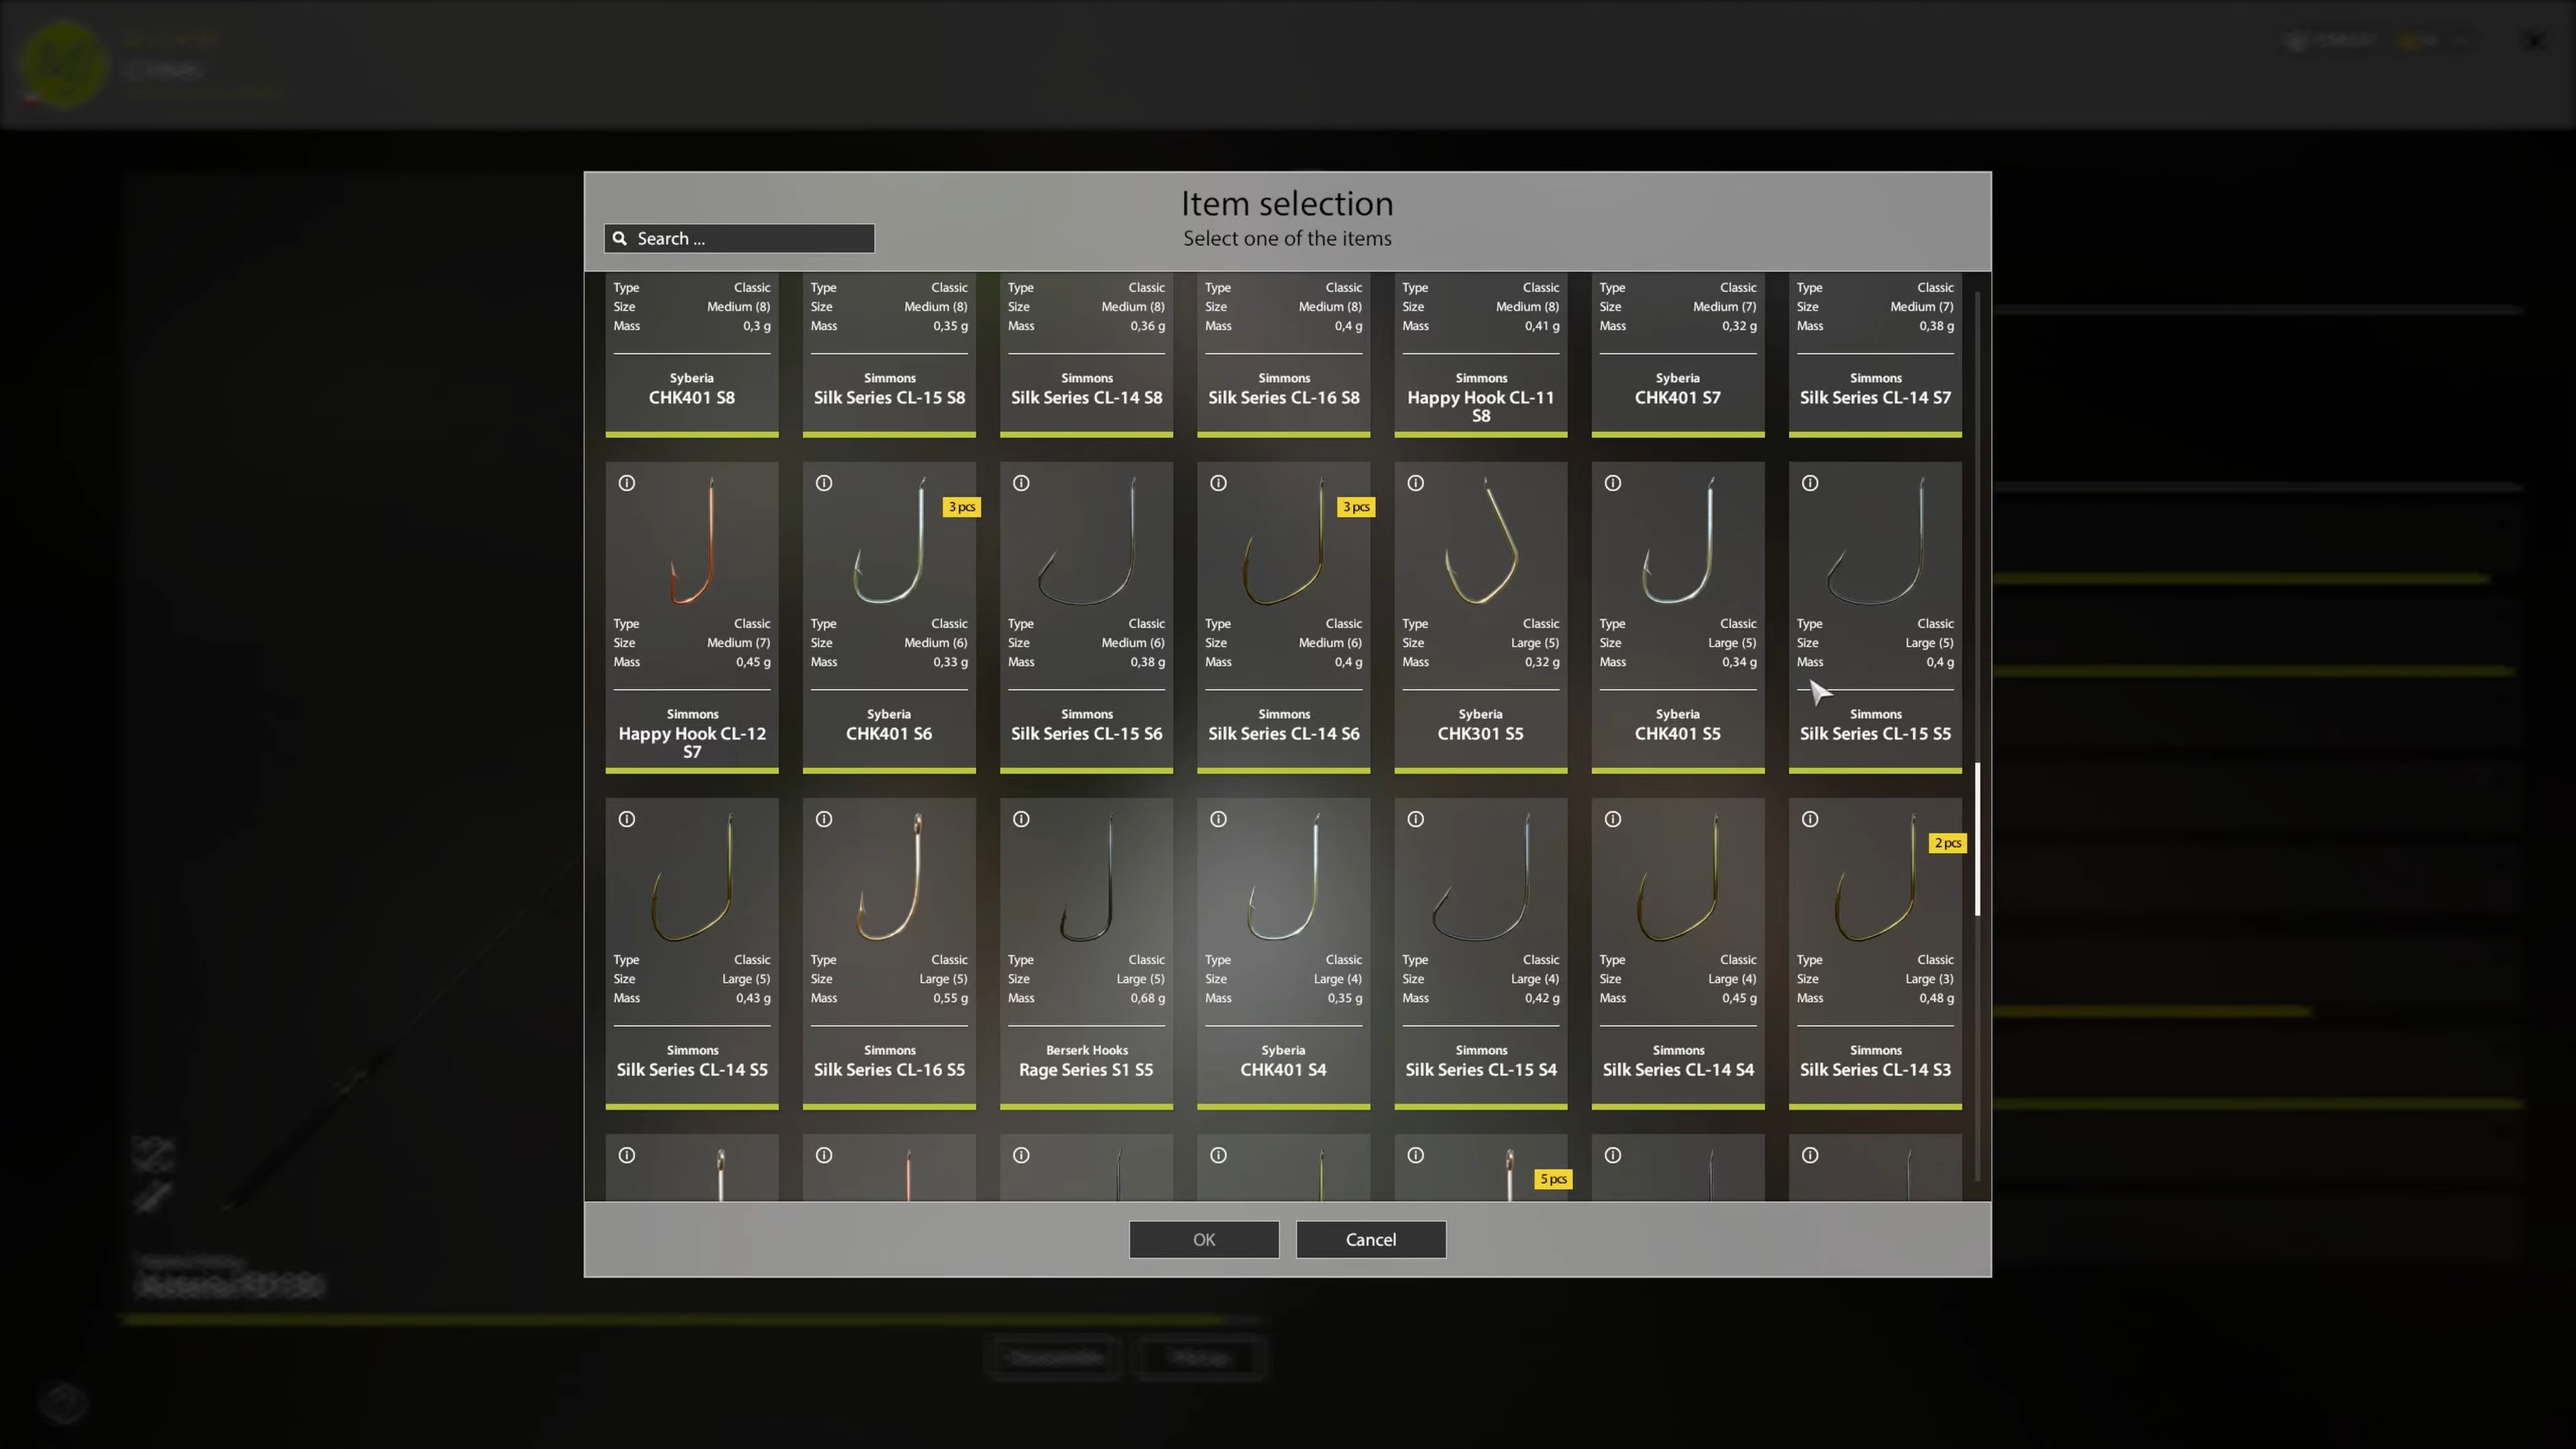 Item selection
Search ...
Select one of the items
Type Classic Type Classic Type Classic Type Classic Type Classic Type Classic Type Classic
Size Medium (8) Size Medium (8) Size Medium (8) Size Medium (8) Size Medium (8) Size Medium (7) Size Medium (7)
Mass 0,3 g Mass 0,35 g Mass 0,36 g Mass 0,4 g Mass 0,41 g Mass 0,32 g Mass 0,38 g
Syberia Simmons Simmons Simmons Simmons Syberia Simmons
CHK401 S8 Silk Series CL-15 S8 Silk Series CL-14 S8 Silk Series CL-16 S8 Happy Hook CL-11 CHK401 S7 Silk Series CL-14 S7
S8
3 pcs 3 pcs
Type Classic Type Classic Type Classic Type Classic Type Classic Type Classic Type Classic
Size Medium (7) Size Medium (6) Size Medium (6) Size Medium (6) Size Large (5) Size Large (5) Size Large (5)
Mass 0,45 g Mass 0,33 g Mass 0,38 g Mass 0,4 g Mass 0,32 g Mass 0,34 g Mass 0,4 g
Simmons Syberia Simmons Simmons Syberia Syberia Simmons
Happy Hook CL-12 CHK401 S6 Silk Series CL-15 S6 Silk Series CL-14 S6 CHK301 S5 CHK401 S5 Silk Series CL-15 S5
S7
2 pcs
Type Classic Type Classic Type Classic Type Classic Type Classic Type Classic Type Classic
Size Large (5) Size Large (5) Size Large (5) Size Large (4) Size Large (4) Size Large (4) Size Large (3)
Mass 0,43 g Mass 0,55 g Mass 0,68 g Mass 0,35 g Mass 0,42 g Mass 0,45 g Mass 0,48 g
Simmons Simmons Berserk Hooks Syberia Simmons Simmons Simmons
Silk Series CL-14 S5 Silk Series CL-16 S5 Rage Series S1 S5 CHK401 S4 Silk Series CL-15 S4 Silk Series CL-14 S4 Silk Series CL-14 S3
5 pcs
OK Cancel